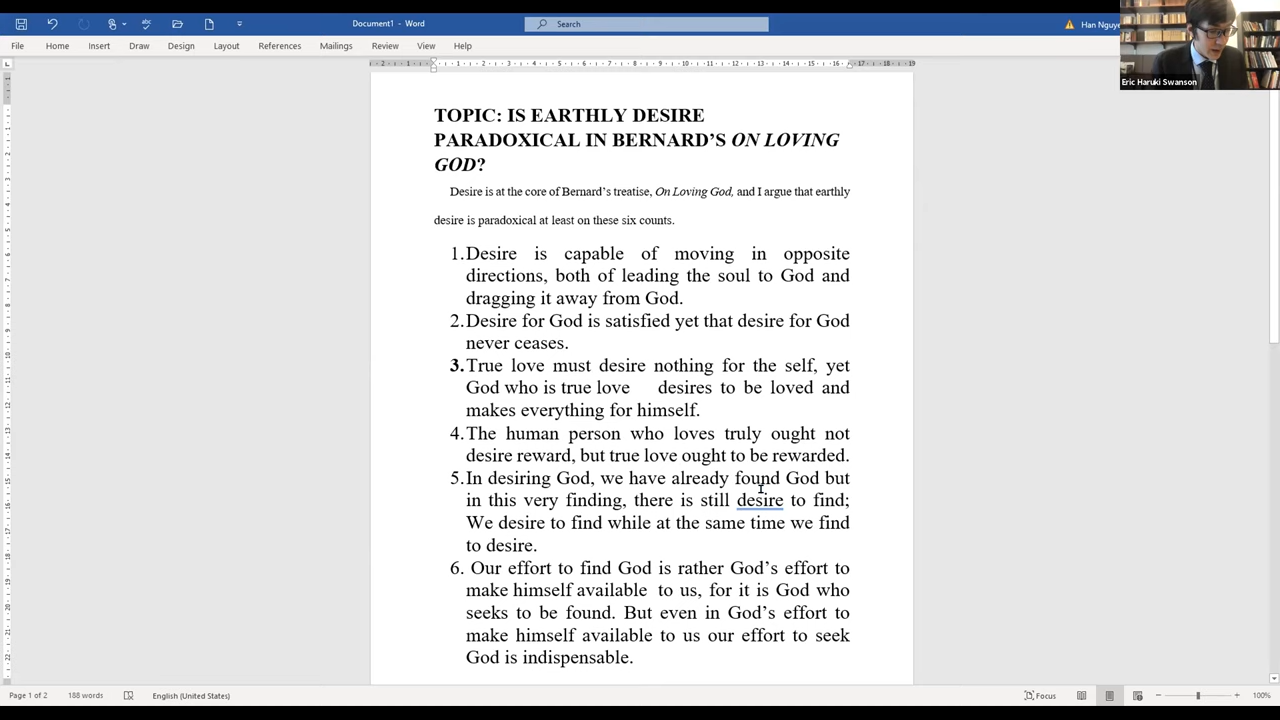 Document1 - Word
Search
Han Nguye
File Home Insert Draw Design Layout References Mailings Review View Help
Eric Haruki Swanson
TOPIC: IS EARTHLY DESIRE
PARADOXICAL IN BERNARD’S ON LOVING
GOD?
Desire is at the core of Bernard’s treatise, On Loving God, and I argue that earthly
desire is paradoxical at least on these six counts.
1. Desire is capable of moving in opposite
directions, both of leading the soul to God and
dragging it away from God.
2. Desire for God is satisfied yet that desire for God
never ceases.
3. True love must desire nothing for the self, yet
God who is true love desires to be loved and
makes everything for himself.
4. The human person who loves truly ought not
desire reward, but true love ought to be rewarded.
5. In desiring God, we have already found God but
in this very finding, there is still desire to find;
We desire to find while at the same time we find
to desire.
6. Our effort to find God is rather God’s effort to
make himself available to us, for it is God who
seeks to be found. But even in God’s effort to
make himself available to us our effort to seek
God is indispensable.
Page 1 of 2 188 words English (United States) Focus 100%